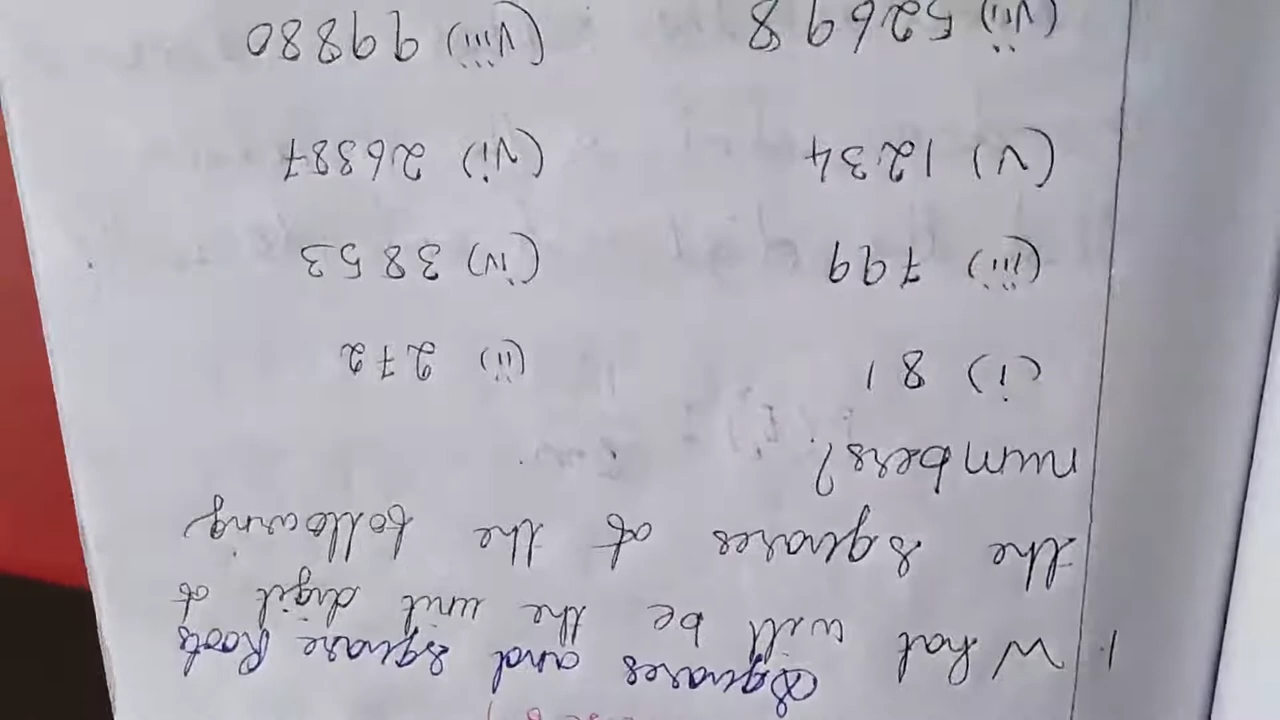 Squares and Square Roots
1. What will be the unit digit of
the squares of the following
numbers?
(i) 81 (ii) 272
(iii) 799 (iv) 3853
(v) 1234 (vi) 26387
(vii) 52698 (viii) 99880